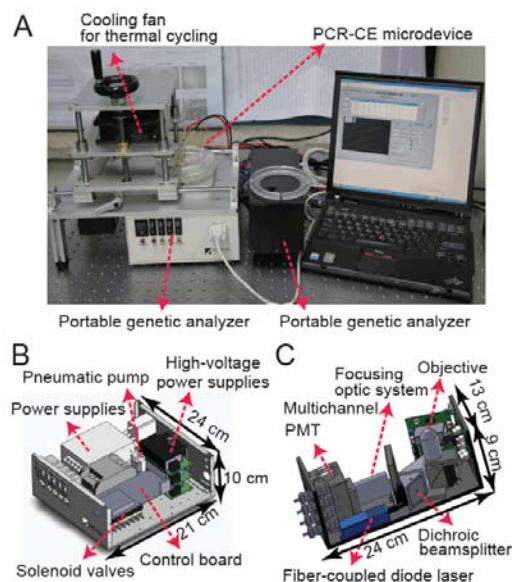 A
Cooling fan
for thermal cycling
PCR-CE microdevice
Portable genetic analyzer
Portable genetic analyzer
B
High-voltage
power supplies
Pneumatic pump
Power supplies
24 cm
10 cm
21 cm
Solenoid valves
Control board
C
Objective
Focusing
optic system
Multichannel
PMT
13 cm
9 cm
24 cm
Dichroic
beamsplitter
Fiber-coupled diode laser